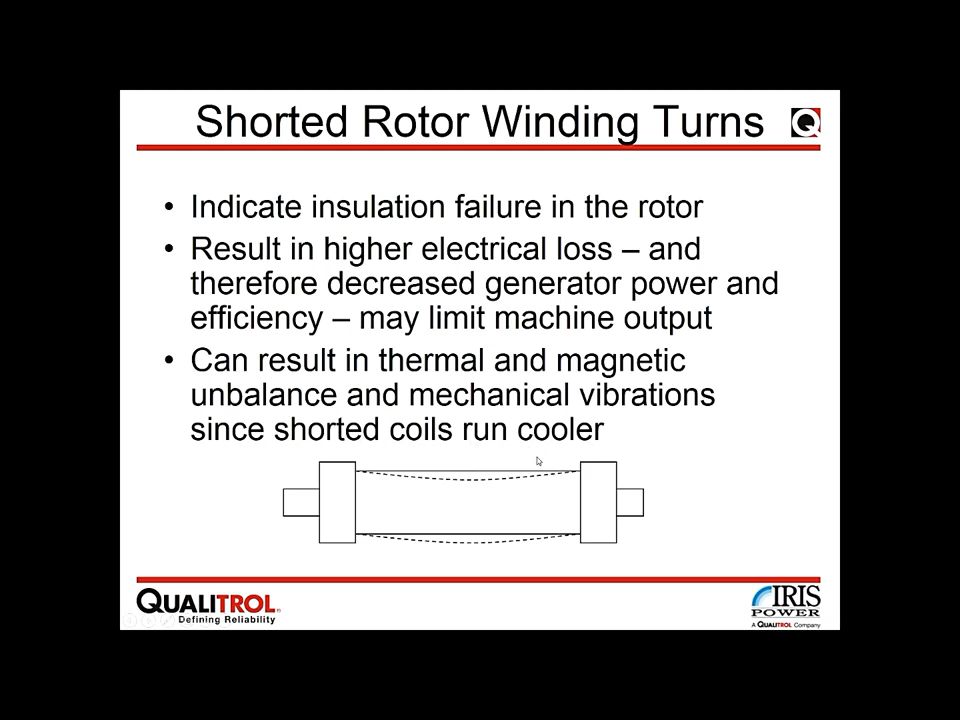 Shorted Rotor Winding Turns
Q
• Indicate insulation failure in the rotor
• Result in higher electrical loss – and
therefore decreased generator power and
efficiency – may limit machine output
• Can result in thermal and magnetic
unbalance and mechanical vibrations
since shorted coils run cooler
QUALITROL
Defining Reliability
IRIS
POWER
A QUALITROL Company